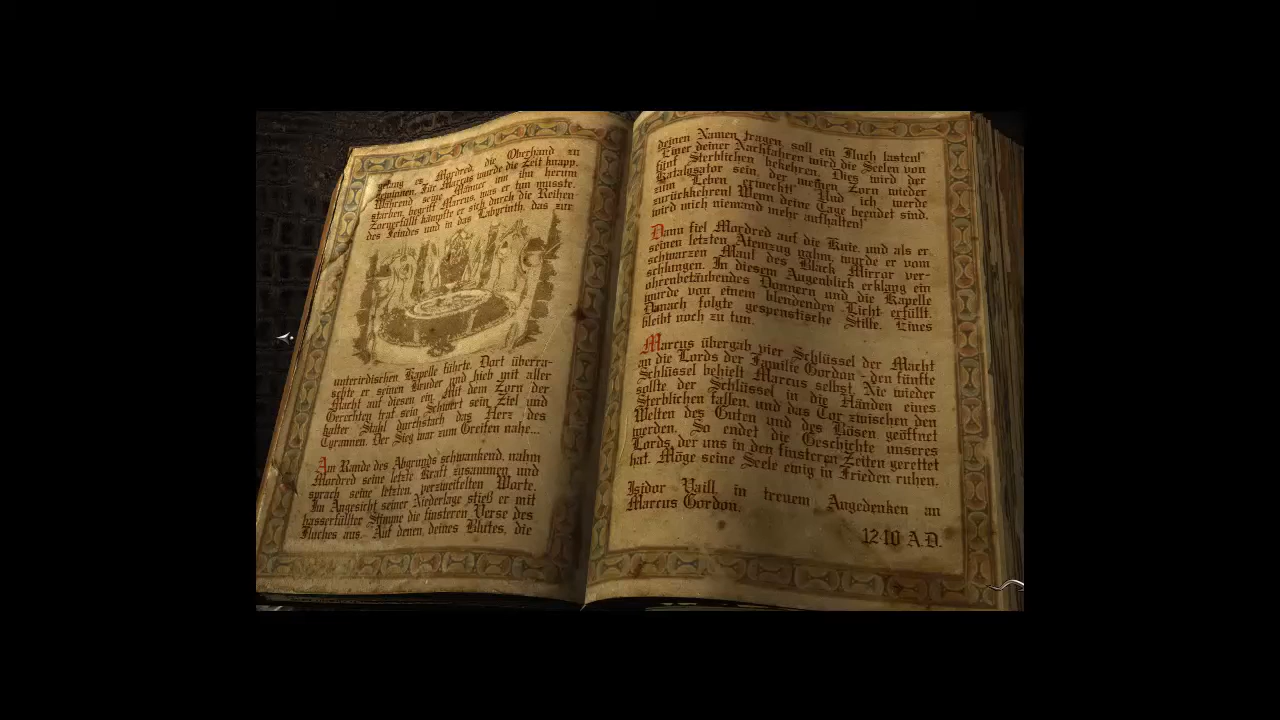 gelang es Mordred, die Oberhand zu
gewinnen. Für Marcus wurde die Zeit knapp.
Während seine Männer um ihn herum
starben, begriff Marcus, was er tun musste.
Zornerfüllt kämpfte er sich durch die Reihen
des Feindes und in das Labyrinth, das zur
unterirdischen Kapelle führte. Dort überra-
schte er seinen Bruder und hieb mit aller
Macht auf diesen ein. Mit dem Zorn der
Gerechten traf sein Schwert sein Ziel und
kalter Stahl durchstach das Herz des
Tyrannen. Der Sieg war zum Greifen nahe...
Am Rande des Abgrunds schwankend, nahm
Mordred seine letzte Kraft zusammen und
sprach seine letzten, verzweifelten Worte.
Im Angesicht seiner Niederlage stieß er mit
hasserfüllter Stimme die finsteren Verse des
Fluches aus. „Auf denen deines Blutes, die
deinen Namen tragen soll ein Fluch lasten!
Einer deiner Nachfahren wird die Seelen von
fünf Sterblichen bekehren. Dies wird der
Katalysator sein, der meinen Zorn wieder
zum Leben erweckt! Und ich werde
zurückkehren! Wenn deine Tage beendet sind,
wird mich niemand mehr aufhalten!"
Dann fiel Mordred auf die Knie, und als er
seinen letzten Atemzug nahm, wurde er vom
schwarzen Maul des Black Mirror ver-
schlungen. In diesem Augenblick erklang ein
ohrenbetäubendes Donnern und die Kapelle
wurde von einem blendenden Licht erfüllt.
Danach folgte gespenstische Stille. Eines
bleibt noch zu tun.
Marcus übergab vier Schlüssel der Macht
an die Lords der Familie Gordon - den fünfte
Schlüssel behielt Marcus selbst. Nie wieder
sollte der Schlüssel in die Händen eines
Sterblichen fallen, und das Tor zwischen den
Welten des Guten und des Bösen geöffnet
werden. So endet die Geschichte unseres
Lords, der uns in den finsteren Zeiten gerettet
hat. Möge seine Seele ewig in Frieden ruhen.
Isidor Vaill, in treuem Angedenken an
Marcus Gordon.
1210 A.D.